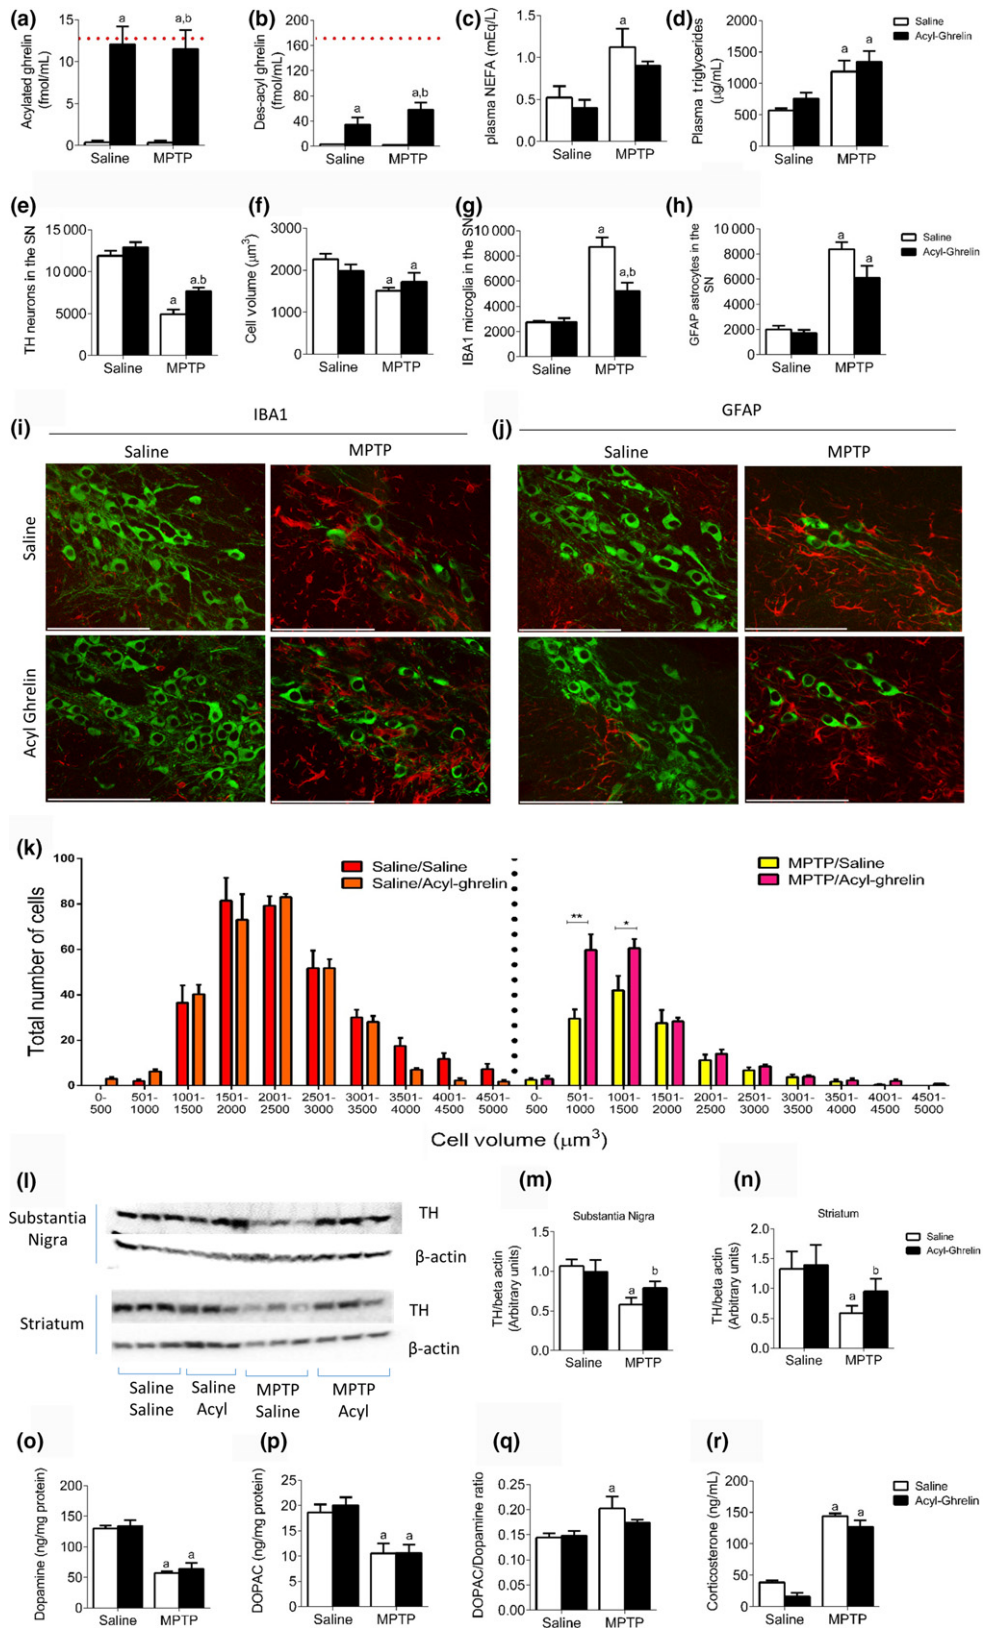 (a)
Acylated ghrelin
(fmol/mL)
15
12
9
6
3
0
a
a,b
Saline
MPTP
(b)
Des-acyl ghrelin
(fmol/mL)
200
160
120
80
40
0
a
a,b
Saline
MPTP
(c)
plasma NEFA (mEq/L)
1.5
1.0
0.5
0.0
a
Saline
MPTP
(d)
Plasma triglycerides
(µg/mL)
2000
1500
1000
500
0
a
a
Saline
MPTP
Saline
Acyl-Ghrelin
(e)
TH neurons in the SN
15 000
10 000
5000
0
a
a,b
Saline
MPTP
(f)
Cell volume (µm³)
3000
2000
1000
0
a
a
Saline
MPTP
(g)
IBA1 microglia in the SN
10 000
8000
6000
4000
2000
0
a
a,b
Saline
MPTP
(h)
GFAP astrocytes in the
SN
10 000
8000
6000
4000
2000
0
a
a
Saline
MPTP
Saline
Acyl-Ghrelin
(i)
IBA1
Saline
MPTP
(j)
GFAP
Saline
MPTP
Saline
Acyl Ghrelin
(k)
Total number of cells
100
80
60
40
20
0
Saline/Saline
Saline/Acyl-ghrelin
MPTP/Saline
MPTP/Acyl-ghrelin
**
*
0-500
501-1000
1001-1500
1501-2000
2001-2500
2501-3000
3001-3500
3501-4000
4001-4500
4501-5000
0-500
501-1000
1001-1500
1501-2000
2001-2500
2501-3000
3001-3500
3501-4000
4001-4500
4501-5000
Cell volume (µm³)
(l)
Substantia
Nigra
TH
β-actin
Striatum
TH
β-actin
Saline
Saline
Saline
Acyl
MPTP
Saline
MPTP
Acyl
(m)
Substantia Nigra
TH/beta actin
(Arbitrary units)
1.5
1.0
0.5
0.0
a
b
Saline
MPTP
(n)
Striatum
TH/beta actin
(Arbitrary units)
2.0
1.5
1.0
0.5
0.0
a
b
Saline
MPTP
Saline
Acyl-Ghrelin
(o)
Dopamine (ng/mg protein)
200
150
100
50
0
a
a
Saline
MPTP
(p)
DOPAC (ng/mg protein)
25
20
15
10
5
0
a
a
Saline
MPTP
(q)
DOPAC/Dopamine ratio
0.25
0.20
0.15
0.10
0.05
0.00
a
Saline
MPTP
(r)
Corticosterone (ng/mL)
200
150
100
50
0
a
a
Saline
MPTP
Saline
Acyl-Ghrelin